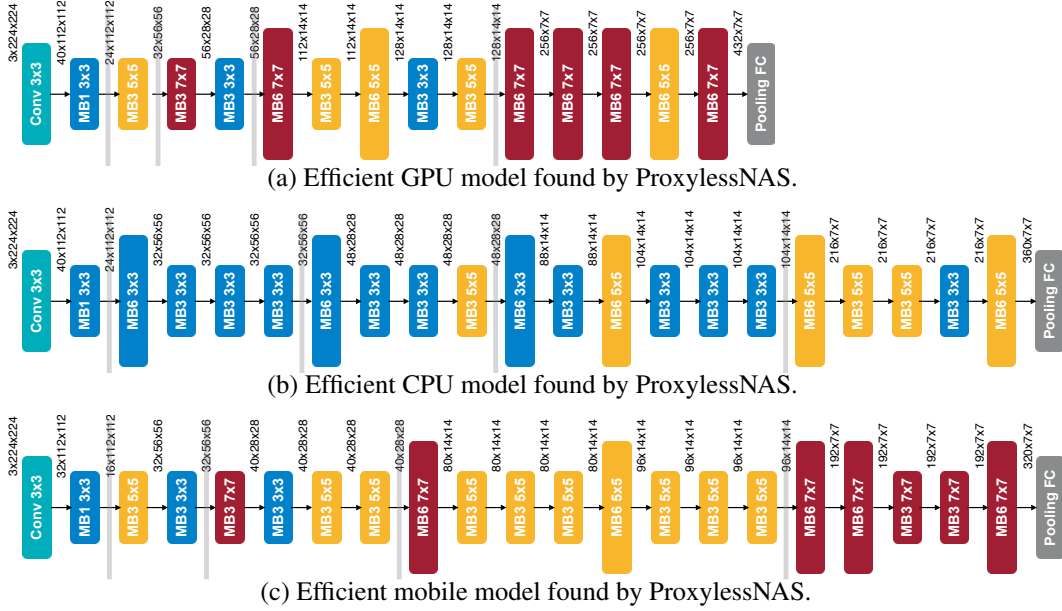 3x224x224
40x112x112
24x112x112
32x56x56
56x28x28
56x28x28
112x14x14
112x14x14
128x14x14
128x14x14
128x14x14
256x7x7
256x7x7
256x7x7
256x7x7
432x7x7
Conv 3x3
MB1 3x3
MB3 5x5
MB3 7x7
MB3 3x3
MB6 7x7
MB3 5x5
MB6 5x5
MB3 3x3
MB3 5x5
MB6 7x7
MB6 7x7
MB6 7x7
MB6 5x5
MB6 7x7
Pooling FC
(a) Efficient GPU model found by ProxylessNAS.
3x224x224
40x112x112
24x112x112
32x56x56
32x56x56
32x56x56
32x56x56
48x28x28
48x28x28
48x28x28
48x28x28
88x14x14
88x14x14
104x14x14
104x14x14
104x14x14
104x14x14
216x7x7
216x7x7
216x7x7
216x7x7
360x7x7
Conv 3x3
MB1 3x3
MB6 3x3
MB3 3x3
MB3 3x3
MB3 3x3
MB6 3x3
MB3 3x3
MB3 3x3
MB3 5x5
MB6 3x3
MB3 3x3
MB6 5x5
MB3 3x3
MB3 3x3
MB3 3x3
MB6 5x5
MB3 5x5
MB3 5x5
MB3 3x3
MB6 5x5
Pooling FC
(b) Efficient CPU model found by ProxylessNAS.
3x224x224
32x112x112
16x112x112
32x56x56
32x56x56
40x28x28
40x28x28
40x28x28
40x28x28
80x14x14
80x14x14
80x14x14
80x14x14
96x14x14
96x14x14
96x14x14
96x14x14
192x7x7
192x7x7
192x7x7
192x7x7
320x7x7
Conv 3x3
MB1 3x3
MB3 5x5
MB3 3x3
MB3 7x7
MB3 3x3
MB3 5x5
MB3 5x5
MB6 7x7
MB3 5x5
MB3 5x5
MB3 5x5
MB6 5x5
MB3 5x5
MB3 5x5
MB3 5x5
MB6 7x7
MB6 7x7
MB3 7x7
MB3 7x7
MB6 7x7
Pooling FC
(c) Efficient mobile model found by ProxylessNAS.